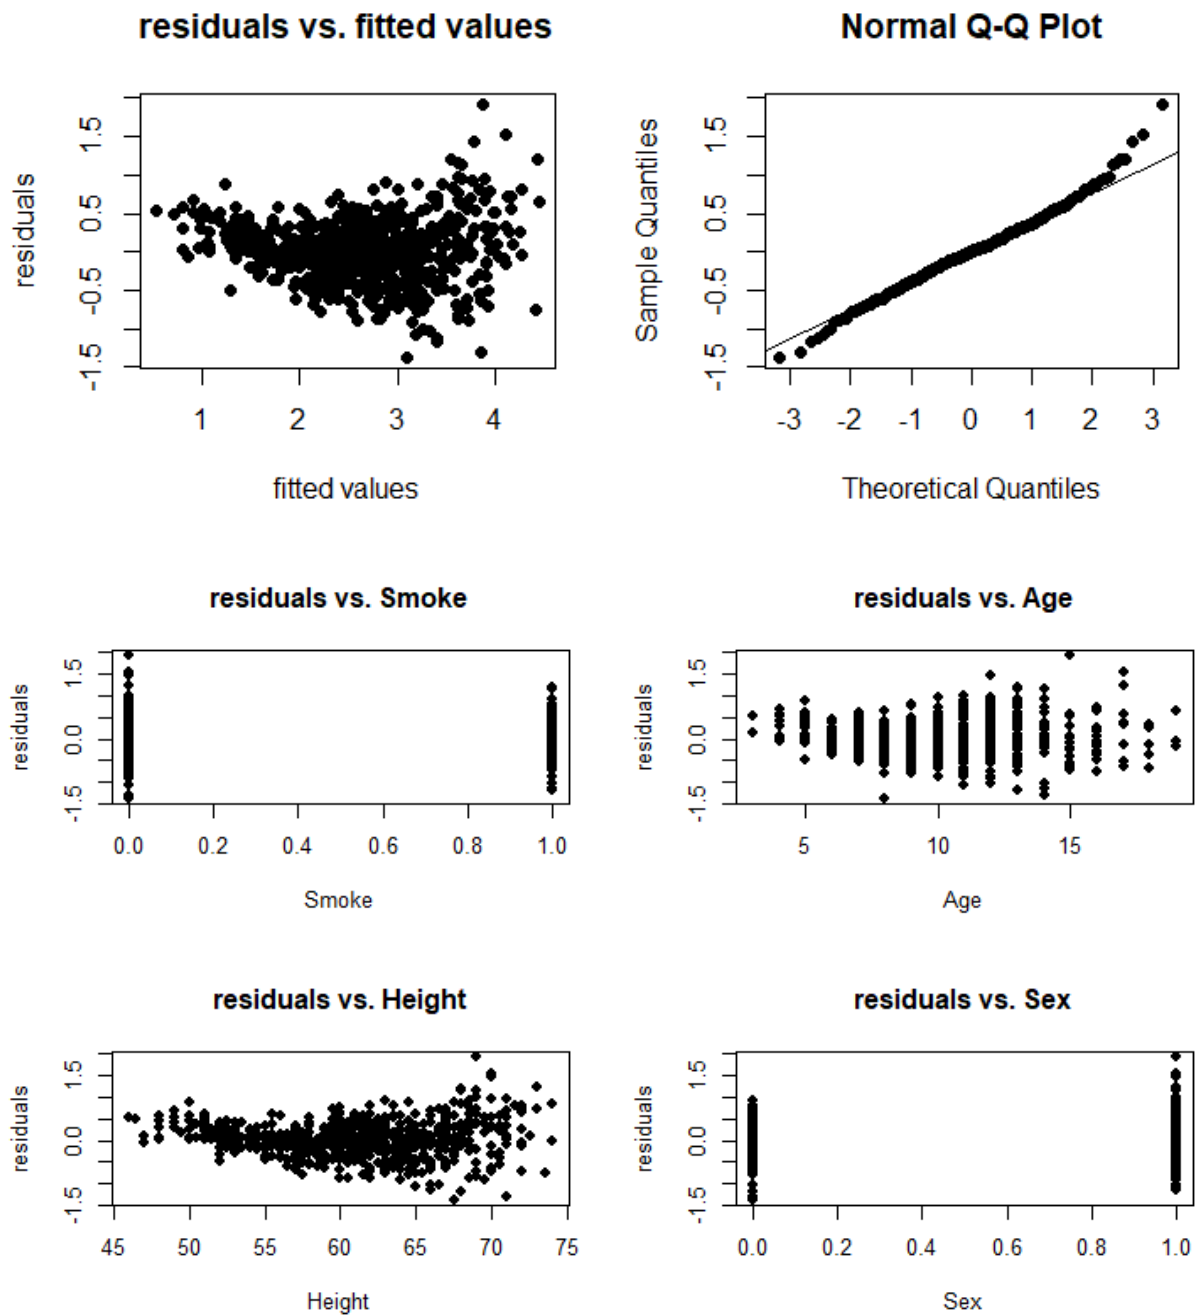 residuals vs. fitted values
residuals
-1.5 -0.5 0.5 1.5
1 2 3 4
fitted values
Normal Q-Q Plot
Sample Quantiles
-1.5 -0.5 0.5 1.5
-3 -2 -1 0 1 2 3
Theoretical Quantiles
residuals vs. Smoke
residuals
-1.5 0.0 1.5
0.0 0.2 0.4 0.6 0.8 1.0
Smoke
residuals vs. Age
residuals
-1.5 0.0 1.5
5 10 15
Age
residuals vs. Height
residuals
-1.5 0.0 1.5
45 50 55 60 65 70 75
Height
residuals vs. Sex
residuals
-1.5 0.0 1.5
0.0 0.2 0.4 0.6 0.8 1.0
Sex